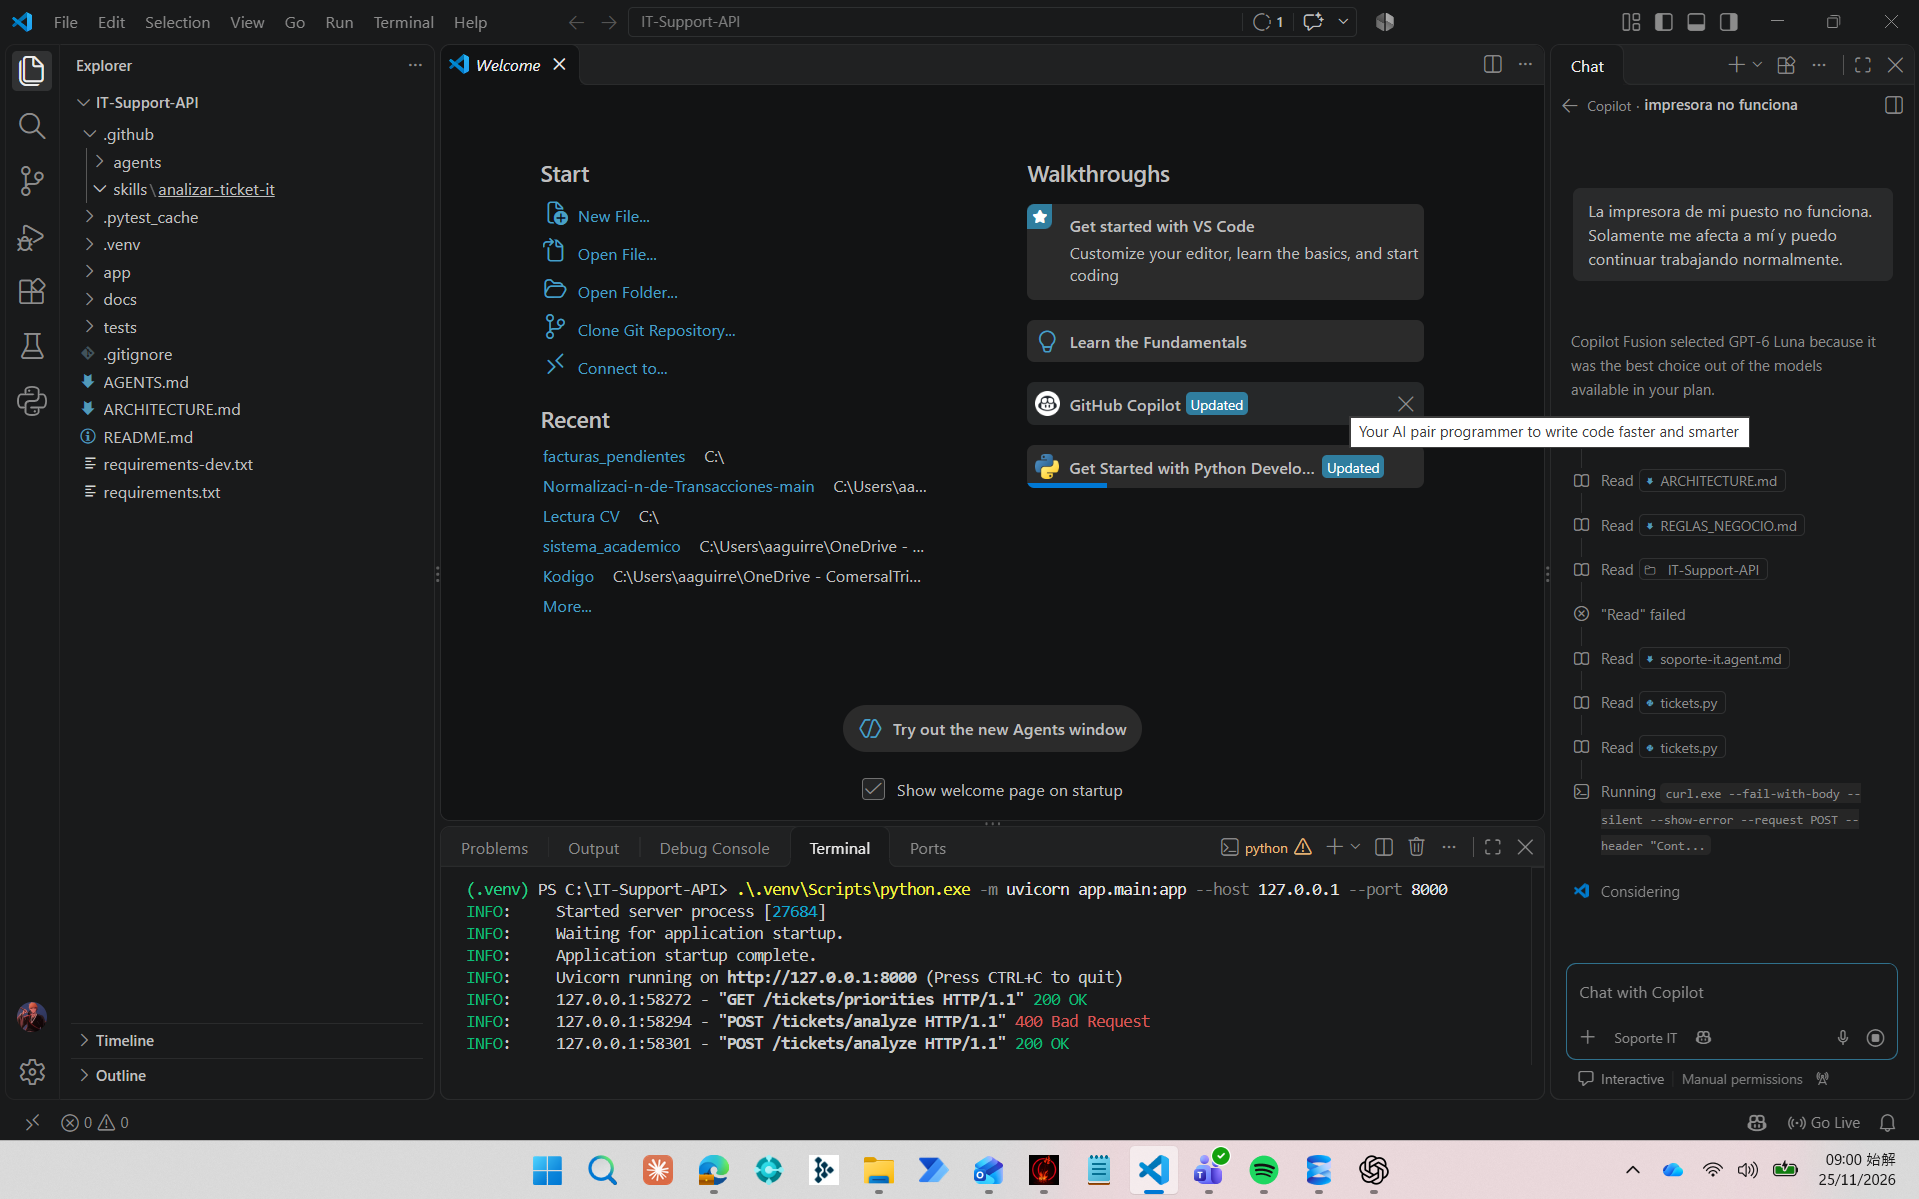 File Edit Selection View Go Run Terminal Help
IT-Support-API
1
Explorer
IT-Support-API
.github
agents
skills\analizar-ticket-it
.pytest_cache
.venv
app
docs
tests
.gitignore
AGENTS.md
ARCHITECTURE.md
README.md
requirements-dev.txt
requirements.txt
Timeline
Outline
Welcome
Start
New File...
Open File...
Open Folder...
Clone Git Repository...
Connect to...
Recent
facturas_pendientes C:\
Normalizaci-n-de-Transacciones-main C:\Users\aa...
Lectura CV C:\
sistema_academico C:\Users\aaguirre\OneDrive - ...
Kodigo C:\Users\aaguirre\OneDrive - ComersalTri...
More...
Walkthroughs
Get started with VS Code
Customize your editor, learn the basics, and start
coding
Learn the Fundamentals
GitHub Copilot Updated
Your AI pair programmer to write code faster and smarter
Get Started with Python Develo... Updated
Try out the new Agents window
Show welcome page on startup
Problems Output Debug Console Terminal Ports
python
(.venv) PS C:\IT-Support-API> .\.venv\Scripts\python.exe -m uvicorn app.main:app --host 127.0.0.1 --port 8000
INFO: Started server process [27684]
INFO: Waiting for application startup.
INFO: Application startup complete.
INFO: Uvicorn running on http://127.0.0.1:8000 (Press CTRL+C to quit)
INFO: 127.0.0.1:58272 - "GET /tickets/priorities HTTP/1.1" 200 OK
INFO: 127.0.0.1:58294 - "POST /tickets/analyze HTTP/1.1" 400 Bad Request
INFO: 127.0.0.1:58301 - "POST /tickets/analyze HTTP/1.1" 200 OK
Chat
Copilot · impresora no funciona
La impresora de mi puesto no funciona.
Solamente me afecta a mí y puedo
continuar trabajando normalmente.
Copilot Fusion selected GPT-6 Luna because it
was the best choice out of the models
available in your plan.
Read ARCHITECTURE.md
Read REGLAS_NEGOCIO.md
Read IT-Support-API
"Read" failed
Read soporte-it.agent.md
Read tickets.py
Read tickets.py
Running curl.exe --fail-with-body --
silent --show-error --request POST --
header "Cont...
Considering
Chat with Copilot
Soporte IT
Interactive Manual permissions
0 0
Go Live
09:00 始解
25/11/2026